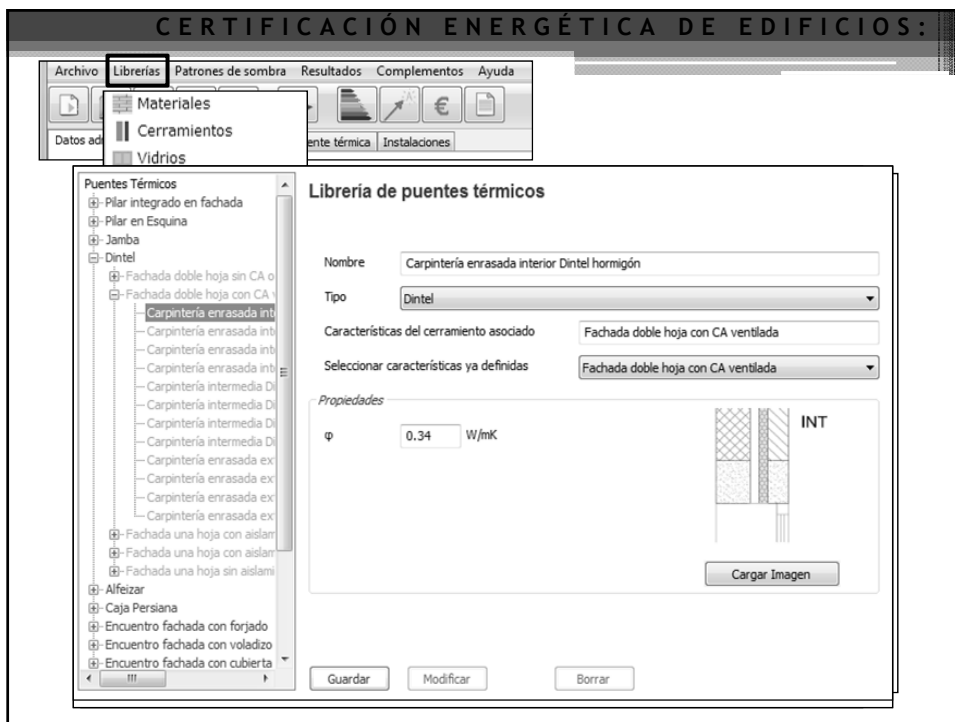 CERTIFICACIÓN ENERGÉTICA DE EDIFICIOS:
Archivo Librerías Patrones de sombra Resultados Complementos Ayuda
Materiales
Cerramientos
Vidrios
€
Datos ad
ente térmica Instalaciones
Puentes Térmicos
Pilar integrado en fachada
Pilar en Esquina
Jamba
Dintel
Fachada doble hoja sin CA o
Fachada doble hoja con CA v
Carpintería enrasada int
Carpintería enrasada int
Carpintería enrasada int
Carpintería enrasada int
Carpintería intermedia Di
Carpintería intermedia Di
Carpintería intermedia Di
Carpintería intermedia Di
Carpintería enrasada ex
Carpintería enrasada ex
Carpintería enrasada ex
Carpintería enrasada ex
Fachada una hoja con aislam
Fachada una hoja con aislam
Fachada una hoja sin aislami
Alfeizar
Caja Persiana
Encuentro fachada con forjado
Encuentro fachada con voladizo
Encuentro fachada con cubierta
Librería de puentes térmicos
Nombre Carpintería enrasada interior Dintel hormigón
Tipo Dintel
Características del cerramiento asociado Fachada doble hoja con CA ventilada
Seleccionar características ya definidas Fachada doble hoja con CA ventilada
Propiedades
φ 0.34 W/mK
INT
Cargar Imagen
Guardar Modificar Borrar